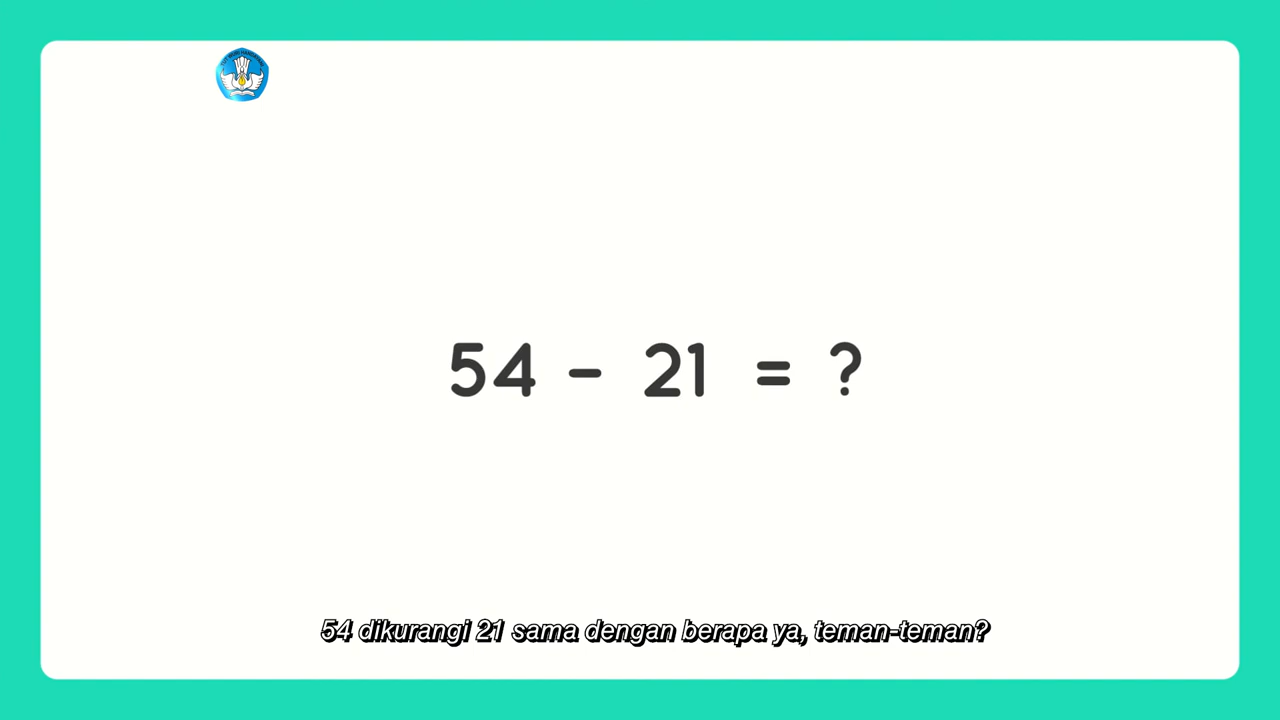 54 - 21 = ?
54 dikurangi 21 sama dengan berapa ya, teman-teman?